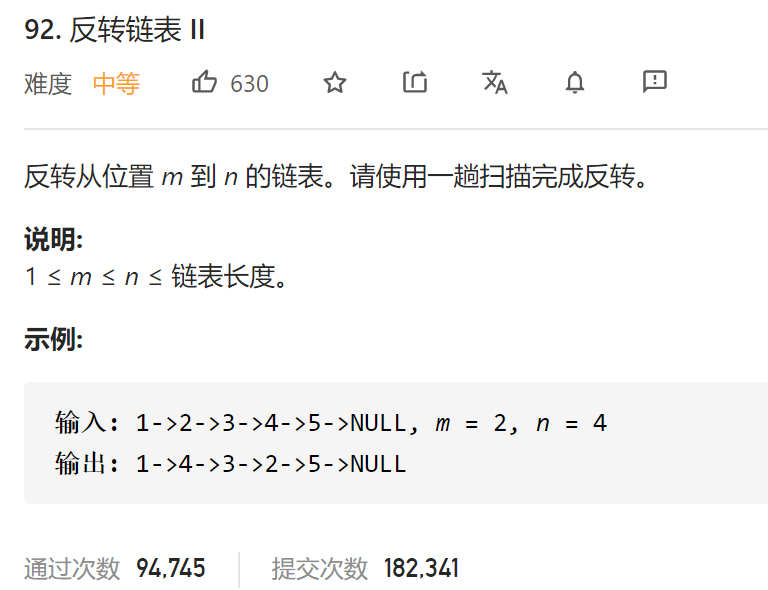 92. 反转链表 II
难度 中等 630
反转从位置 m 到 n 的链表。请使用一趟扫描完成反转。
说明:
1 ≤ m ≤ n ≤ 链表长度。
示例:
输入: 1->2->3->4->5->NULL, m = 2, n = 4
输出: 1->4->3->2->5->NULL
通过次数 94,745 提交次数 182,341